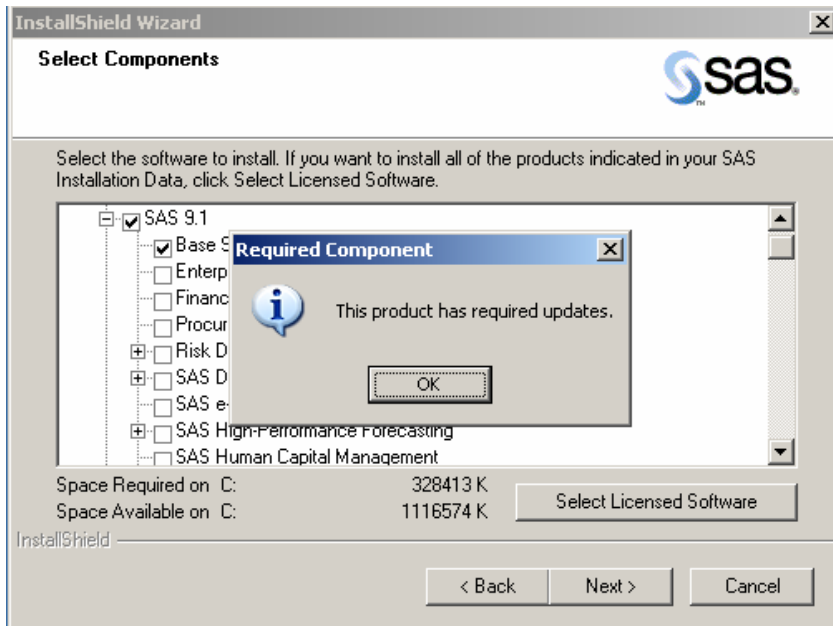 InstallShield Wizard
Select Components
sas.
TM
Select the software to install. If you want to install all of the products indicated in your SAS
Installation Data, click Select Licensed Software.
SAS 9.1
Base S
Enterp
Financ
Procur
Risk D
SAS D
SAS e-
SAS High-Performance Forecasting
SAS Human Capital Management
Required Component
This product has required updates.
OK
Space Required on C: 328413 K
Space Available on C: 1116574 K
Select Licensed Software
InstallShield
< Back Next > Cancel